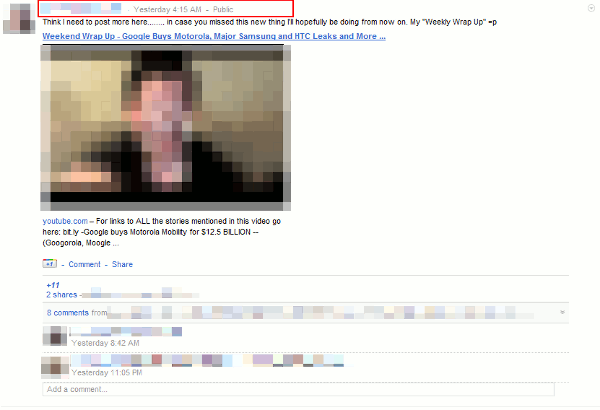 - Yesterday 4:15 AM - Public
Think I need to post more here........ in case you missed this new thing I'll hopefully be doing from now on. My "Weekly Wrap Up" =p
Weekend Wrap Up - Google Buys Motorola, Major Samsung and HTC Leaks and More ...
youtube.com – For links to ALL the stories mentioned in this video go
here: bit.ly -Google buys Motorola Mobility for $12.5 BILLION --
(Googorola, Moogle ...
+1 - Comment - Share
+11
2 shares -
8 comments from
Yesterday 8:42 AM
Yesterday 11:05 PM
Add a comment...